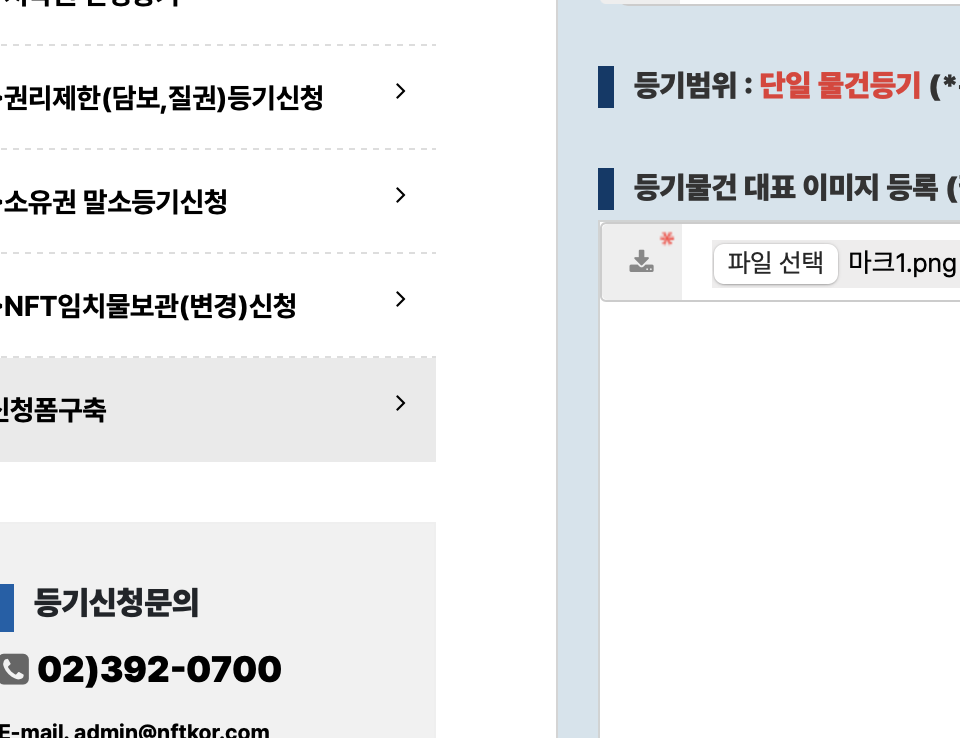 ·권리제한(담보,질권)등기신청
·소유권 말소등기신청
·NFT임치물보관(변경)신청
신청폼구축
등기신청문의
02)392-0700
E-mail. admin@nftkor.com
등기범위 : 단일 물건등기 (*
등기물건 대표 이미지 등록 (
*
파일 선택 마크1.png